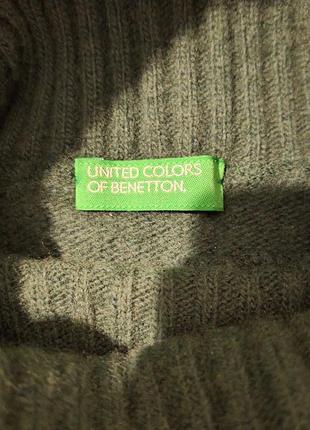 UNITED COLORS
OF BENETTON.